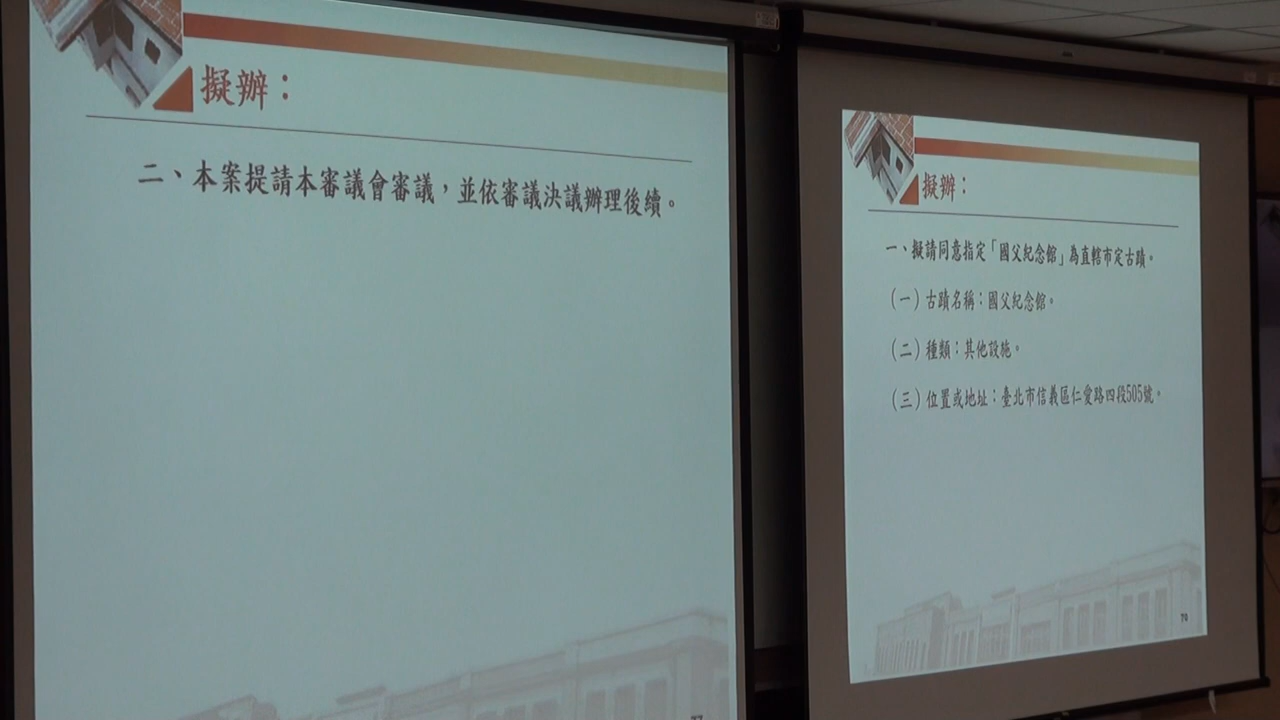 擬辦：
二、本案提請本審議會審議，並依審議決議辦理後續。
擬辦：
一、擬請同意指定「國父紀念館」為直轄市定古蹟。
（一）古蹟名稱：國父紀念館。
（二）種類：其他設施。
（三）位置或地址：臺北市信義區仁愛路四段505號。
70